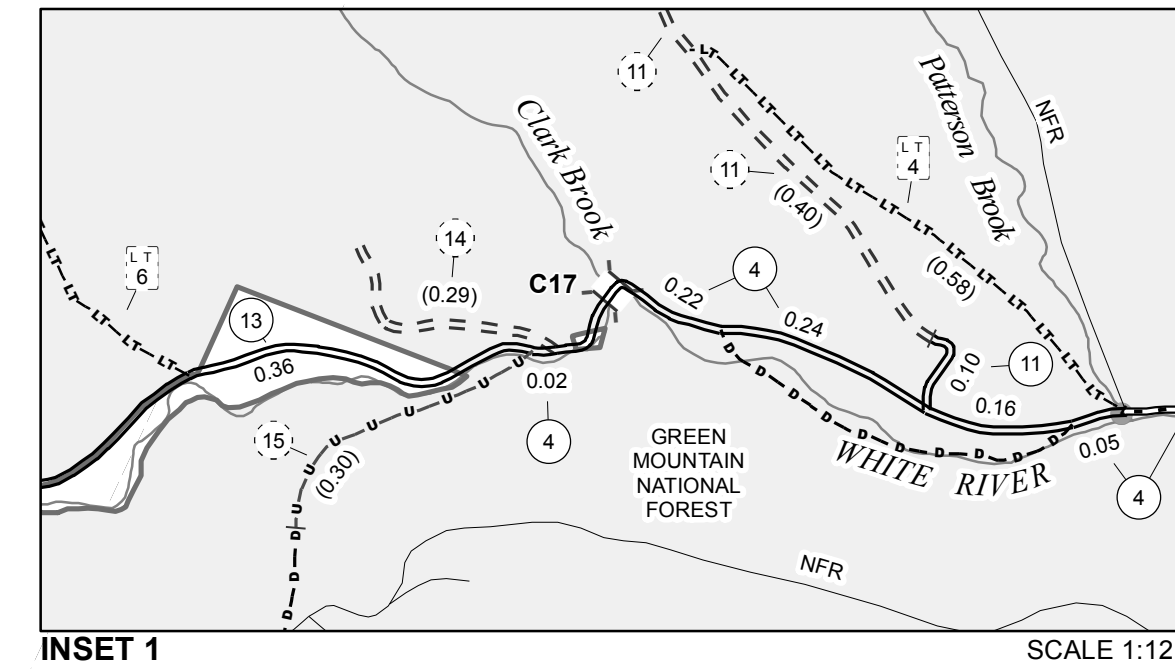 11
LT
Patterson
Brook
NFR
Clark Brook
11
LT
4
(0.40)
14
LT
6
(0.29)
C17
0.22
4
(0.58)
0.24
13
0.36
0.10
11
0.02
0.16
15
4
GREEN
MOUNTAIN
NATIONAL
FOREST
WHITE RIVER
0.05
(0.30)
U
D
4
NFR
INSET 1
SCALE 1:12